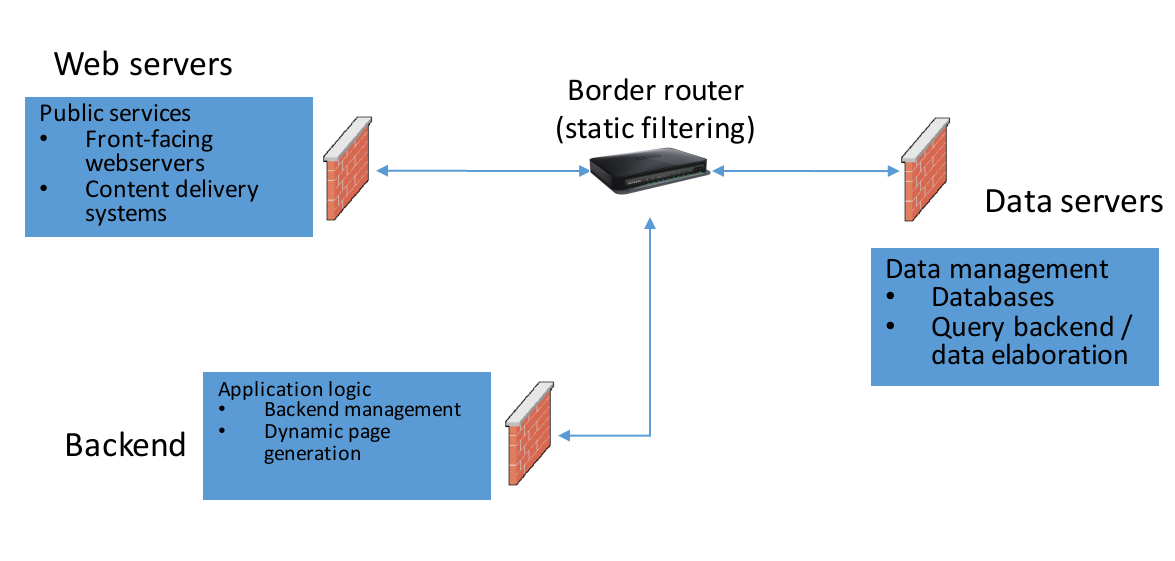 Web servers
Public services
• Front-facing
webservers
• Content delivery
systems
Border router
(static filtering)
Data servers
Data management
• Databases
• Query backend /
data elaboration
Backend
Application logic
• Backend management
• Dynamic page
generation